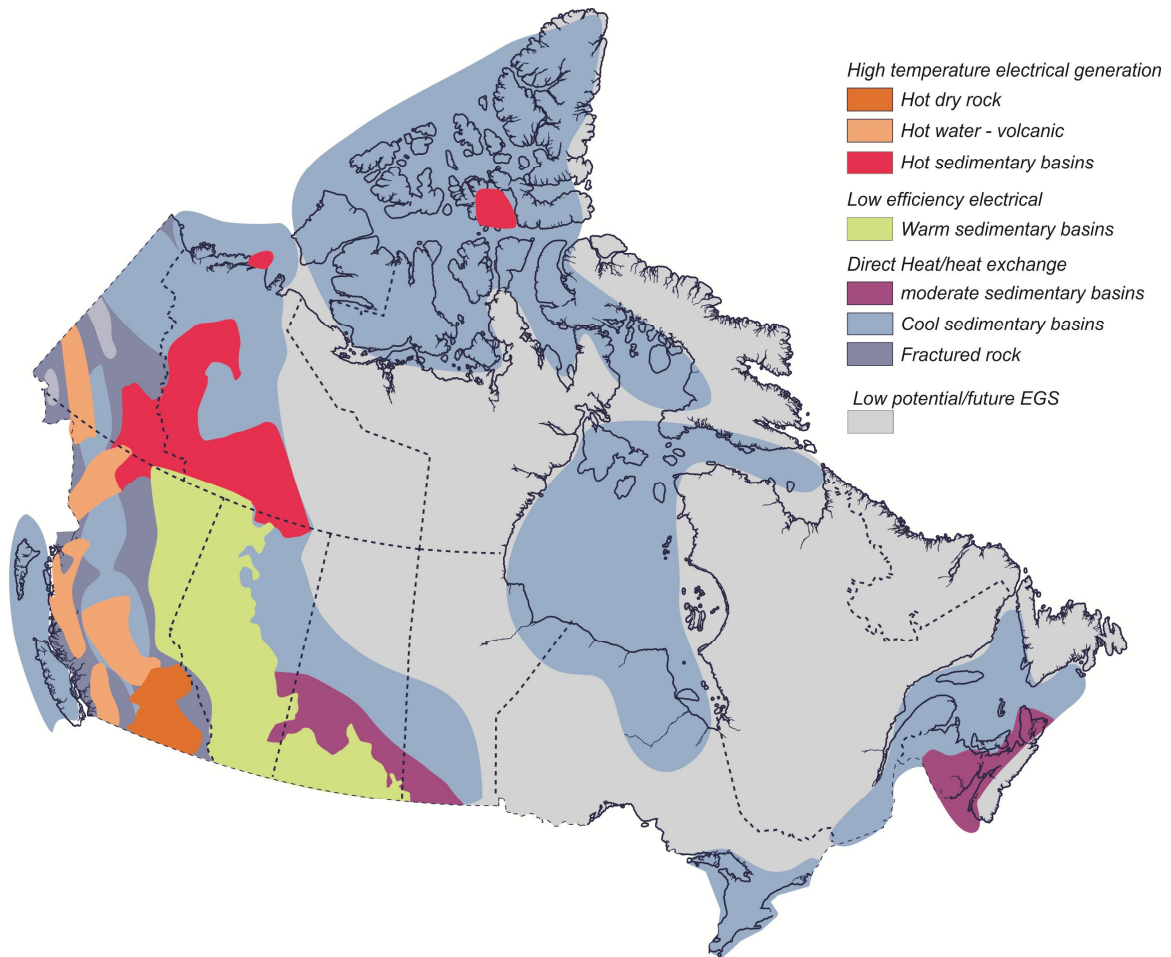 High temperature electrical generation
Hot dry rock
Hot water - volcanic
Hot sedimentary basins
Low efficiency electrical
Warm sedimentary basins
Direct Heat/heat exchange
moderate sedimentary basins
Cool sedimentary basins
Fractured rock
Low potential/future EGS